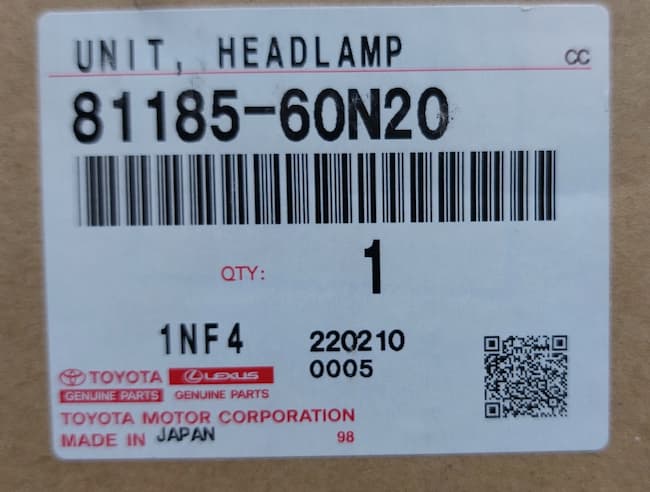 UNIT, HEADLAMP
CC
81185-60N20
QTY: 1
1NF4
220210
0005
TOYOTA
GENUINE PARTS
LEXUS
GENUINE PARTS
TOYOTA MOTOR CORPORATION
MADE IN JAPAN
98